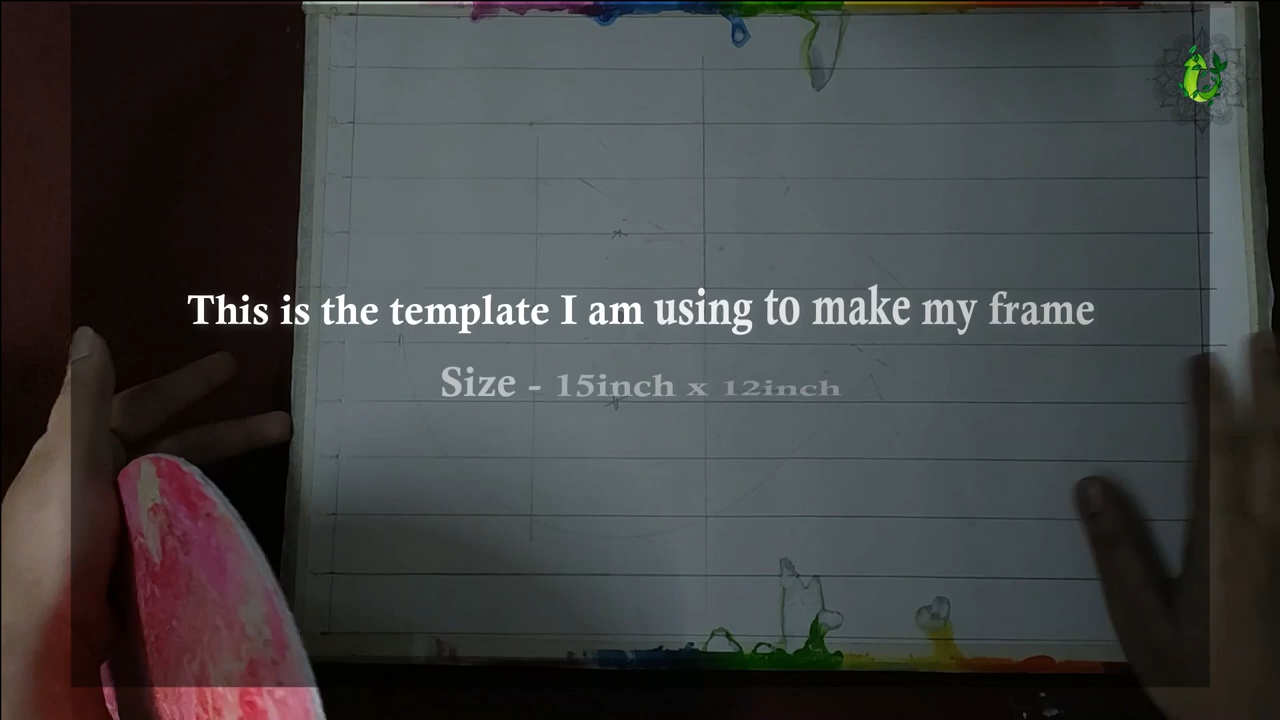 This is the template I am using to make my frame
Size - 15inch x 12inch